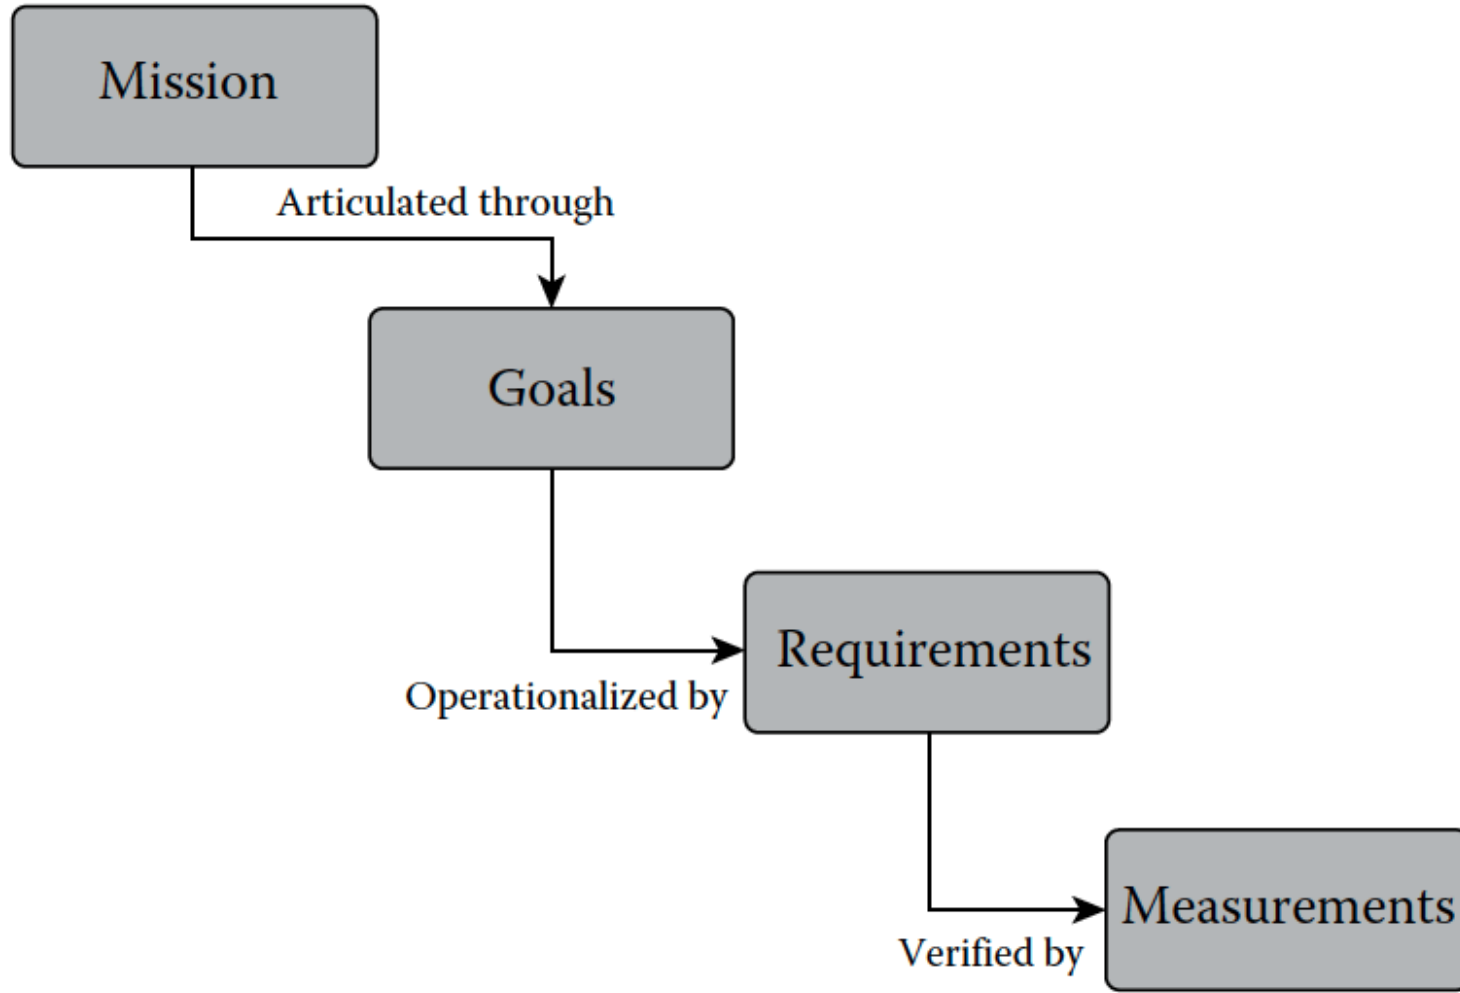 Mission
Articulated through
Goals
Requirements
Operationalized by
Measurements
Verified by